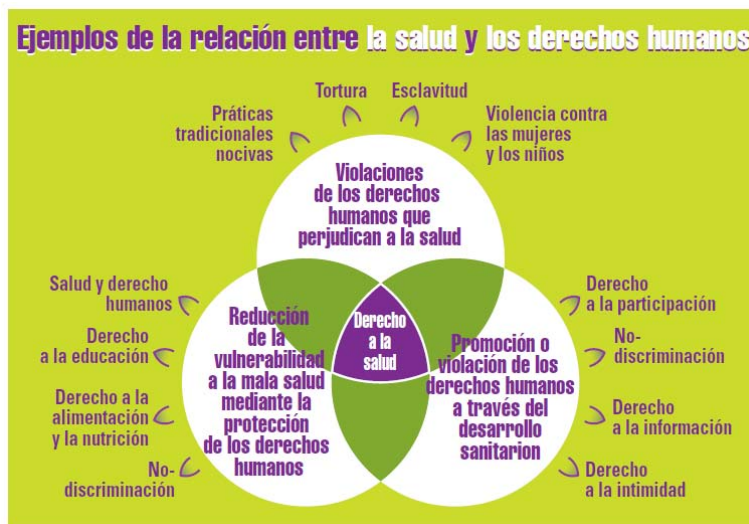 Ejemplos de la relación entre la salud y los derechos humanos
Tortura
Esclavitud
Práticas
tradicionales
nocivas
Violencia contra
las mujeres
y los niños
Violaciones
de los derechos
humanos que
perjudican a la salud
Salud y derecho
humanos
Derecho
a la educación
Derecho a la
alimentación
y la nutrición
No-
discriminación
Reducción
de la
vulnerabilidad
a la mala salud
mediante la
protección
de los derechos
humanos
Derecho
a la
salud
Promoción o
violación de los
derechos humanos
a través del
desarrollo
sanitarion
Derecho
a la participación
No-
discriminación
Derecho
a la información
Derecho
a la intimidad